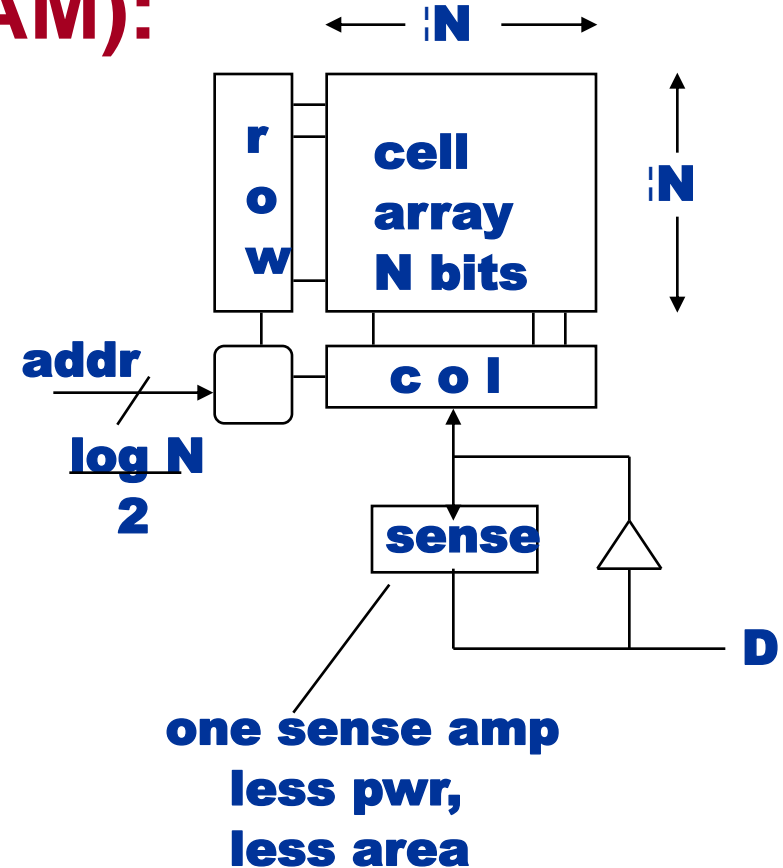 AM):
¦N
r
o
w
cell
array
N bits
¦N
addr
c o l
log N
2
sense
D
one sense amp
less pwr,
less area